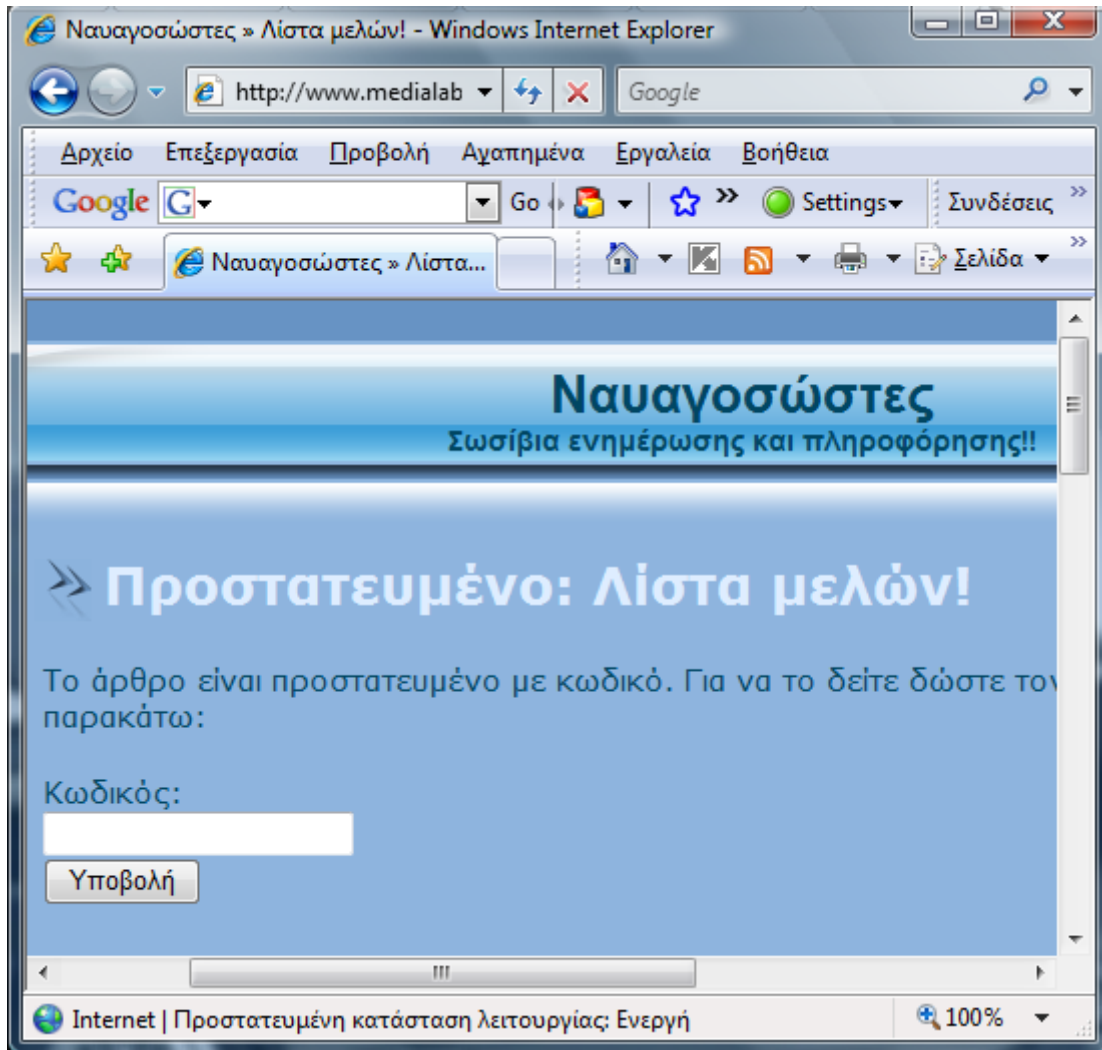 Ναυαγοσώστες » Λίστα μελών! - Windows Internet Explorer
http://www.medialab Google
Αρχείο Επεξεργασία Προβολή Αγαπημένα Εργαλεία Βοήθεια
Google G Go » Settings Συνδέσεις »
Ναυαγοσώστες » Λίστα... Σελίδα »
Ναυαγοσώστες
Σωσίβια ενημέρωσης και πληροφόρησης!!
Προστατευμένο: Λίστα μελών!
Το άρθρο είναι προστατευμένο με κωδικό. Για να το δείτε δώστε τον
παρακάτω:
Κωδικός:
Υποβολή
Internet | Προστατευμένη κατάσταση λειτουργίας: Ενεργή 100%